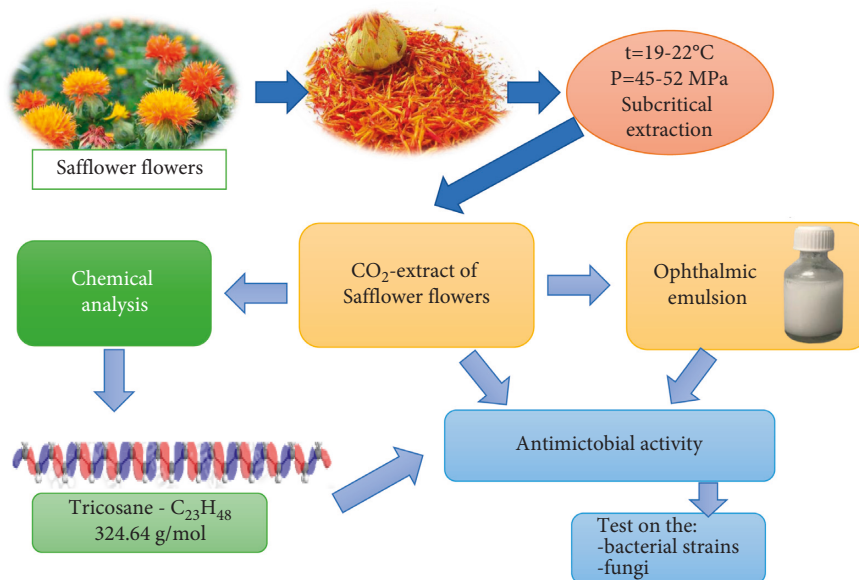 Safflower flowers
t=19-22°C
P=45-52 MPa
Subcritical
extraction
Chemical
analysis
CO₂-extract of
Safflower flowers
Ophthalmic
emulsion
Antimictobial activity
Tricosane - C₂₃H₄₈
324.64 g/mol
Test on the:
-bacterial strains
-fungi